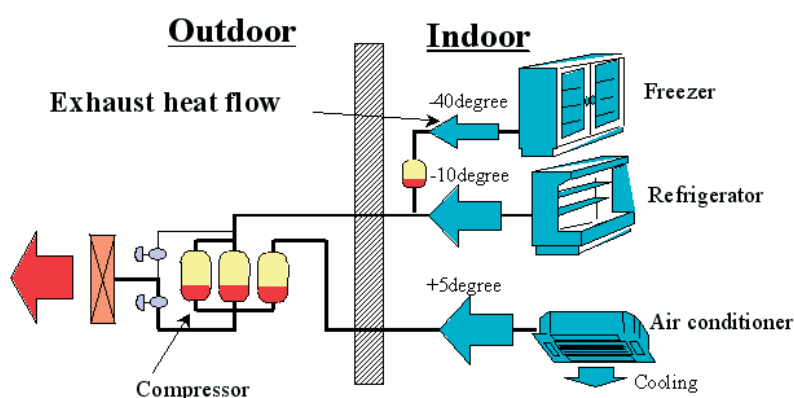 Outdoor
Indoor
Exhaust heat flow
-40degree
Freezer
-10degree
Refrigerator
+5degree
Air conditioner
Compressor
Cooling